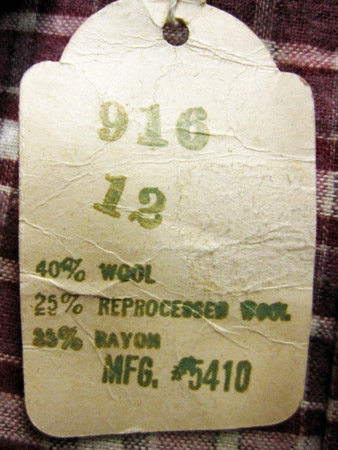 916
12
40% WOOL
25% REPROCESSED WOOL
35% RAYON
MFG. #5410